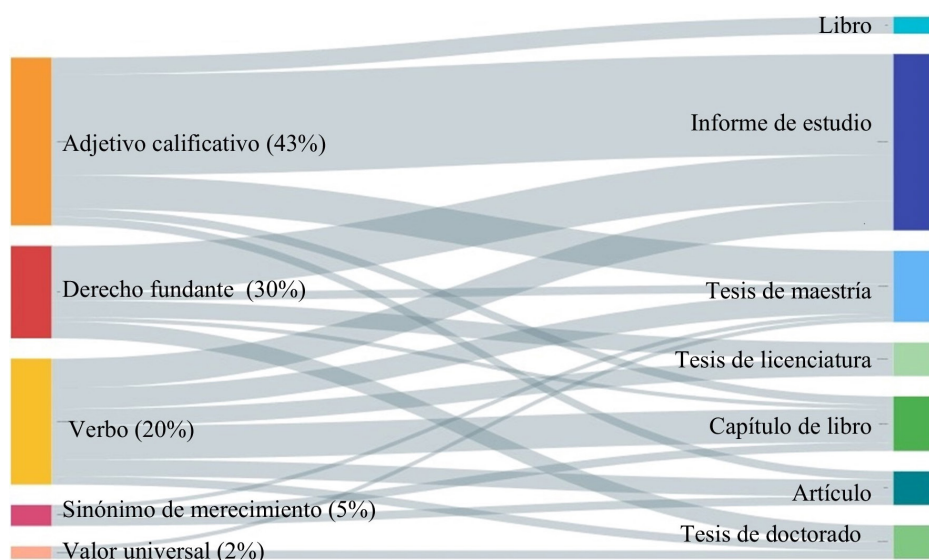 Libro
Informe de estudio
Adjetivo calificativo (43%)
Derecho fundante (30%)
Tesis de maestría
Tesis de licenciatura
Verbo (20%)
Capítulo de libro
Artículo
Sinónimo de merecimiento (5%)
Tesis de doctorado
Valor universal (2%)